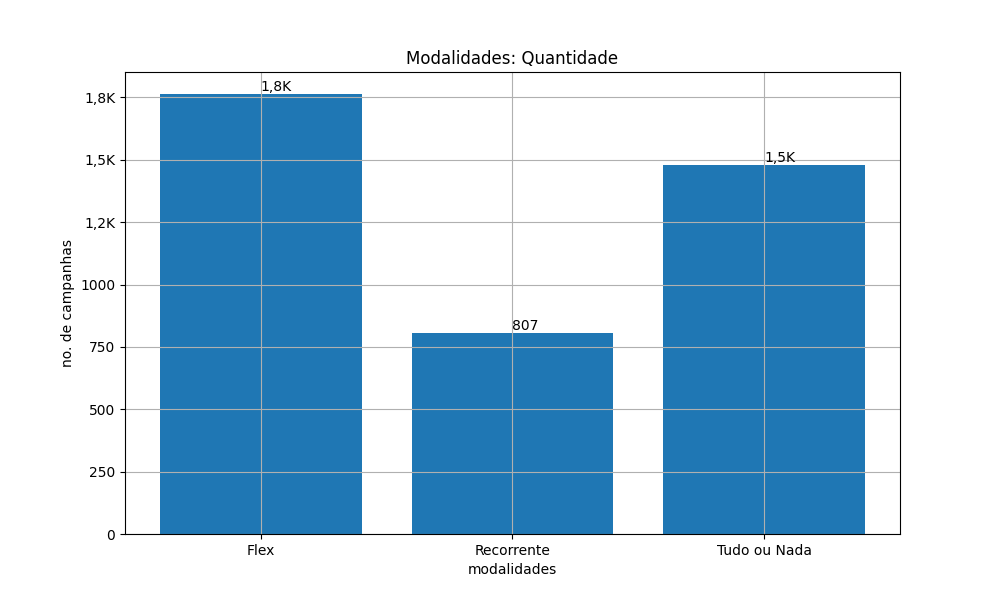 Modalidades: Quantidade
1,8K
1,5K
1,2K
1000
750
500
250
0
no. de campanhas
1,8K
807
1,5K
Flex
Recorrente
Tudo ou Nada
modalidades